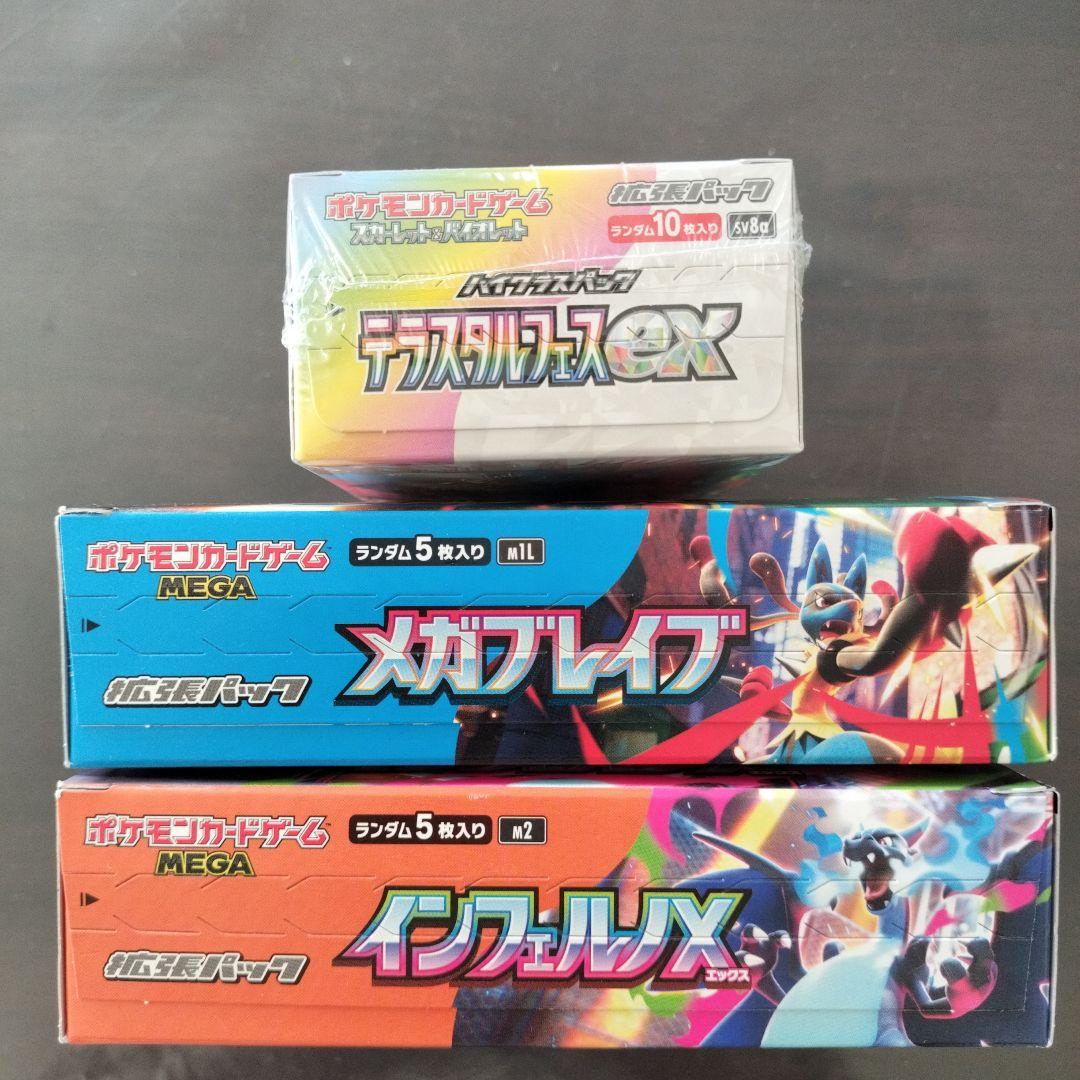 ポケモンカードゲーム
スカーレット&バイオレット
拡張パック
ランダム10枚入り SV8a
ハイクラスパック
テラスタルフェスex
ポケモンカードゲーム
MEGA
ランダム5枚入り M1L
メガブレイブ
拡張パック
ポケモンカードゲーム
MEGA
ランダム5枚入り M2
インフェルノX
エックス
拡張パック